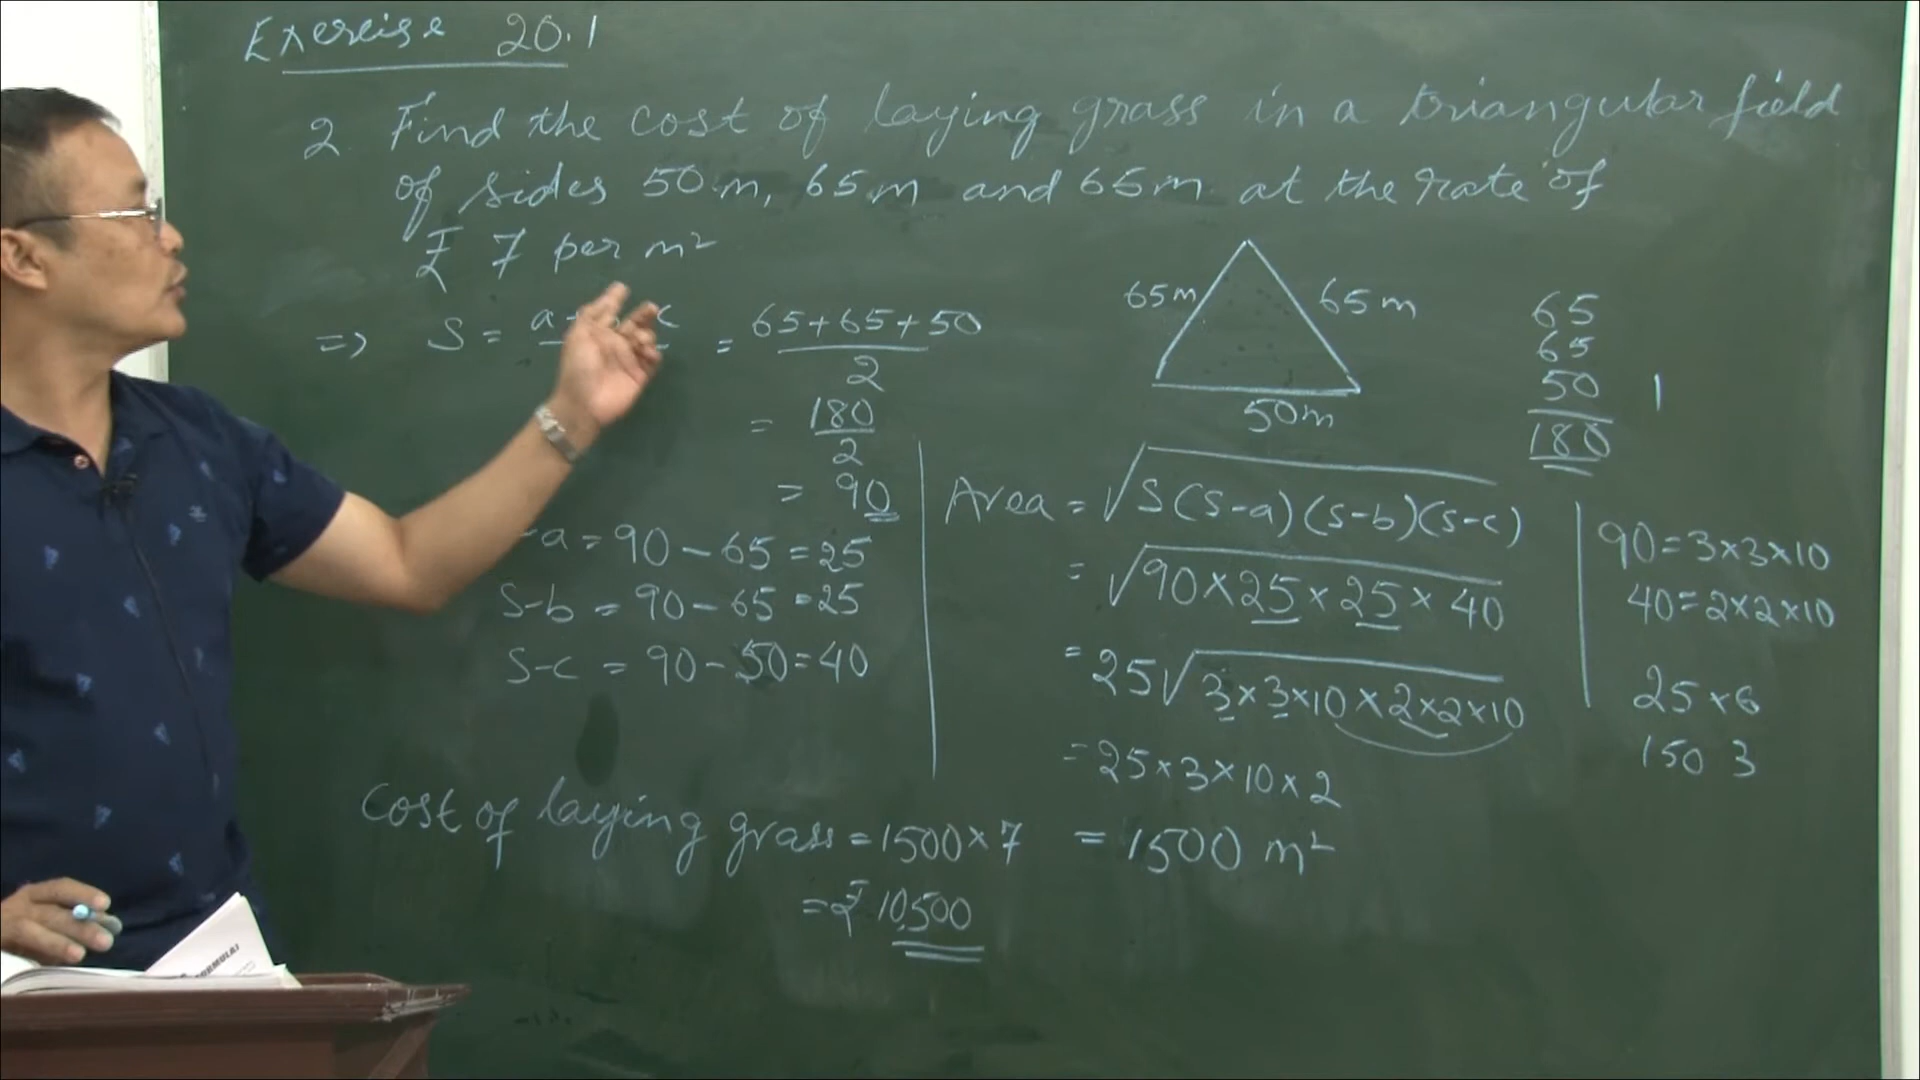 Exercise 20.1
2 Find the cost of laying grass in a triangular field
of sides 50 m, 65 m and 65 m at the rate of
₹ 7 per m²
=> S = a + c = 65+65+50
2
= 180
2
= 90
-a = 90 - 65 = 25
S-b = 90 - 65 = 25
S-c = 90 - 50 = 40
65m 65 m
50m
65
65
50 1
180
Area = √S(S-a)(s-b)(s-c)
= √90×25×25×40
= 25√3×3×10×2×2×10
= 25×3×10×2
= 1500 m²
90=3×3×10
40=2×2×10
25×6
150 3
Cost of laying grass = 1500×7
= ₹ 10,500
FORMULAI